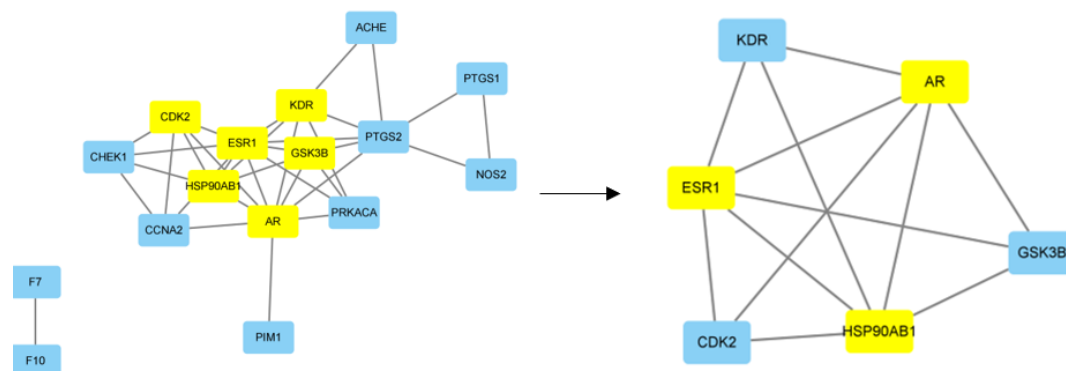 ACHE
PTGS1
KDR
CDK2
ESR1
GSK3B
PTGS2
CHEK1
HSP90AB1
NOS2
PRKACA
AR
CCNA2
F7
PIM1
F10
KDR
AR
ESR1
GSK3B
HSP90AB1
CDK2